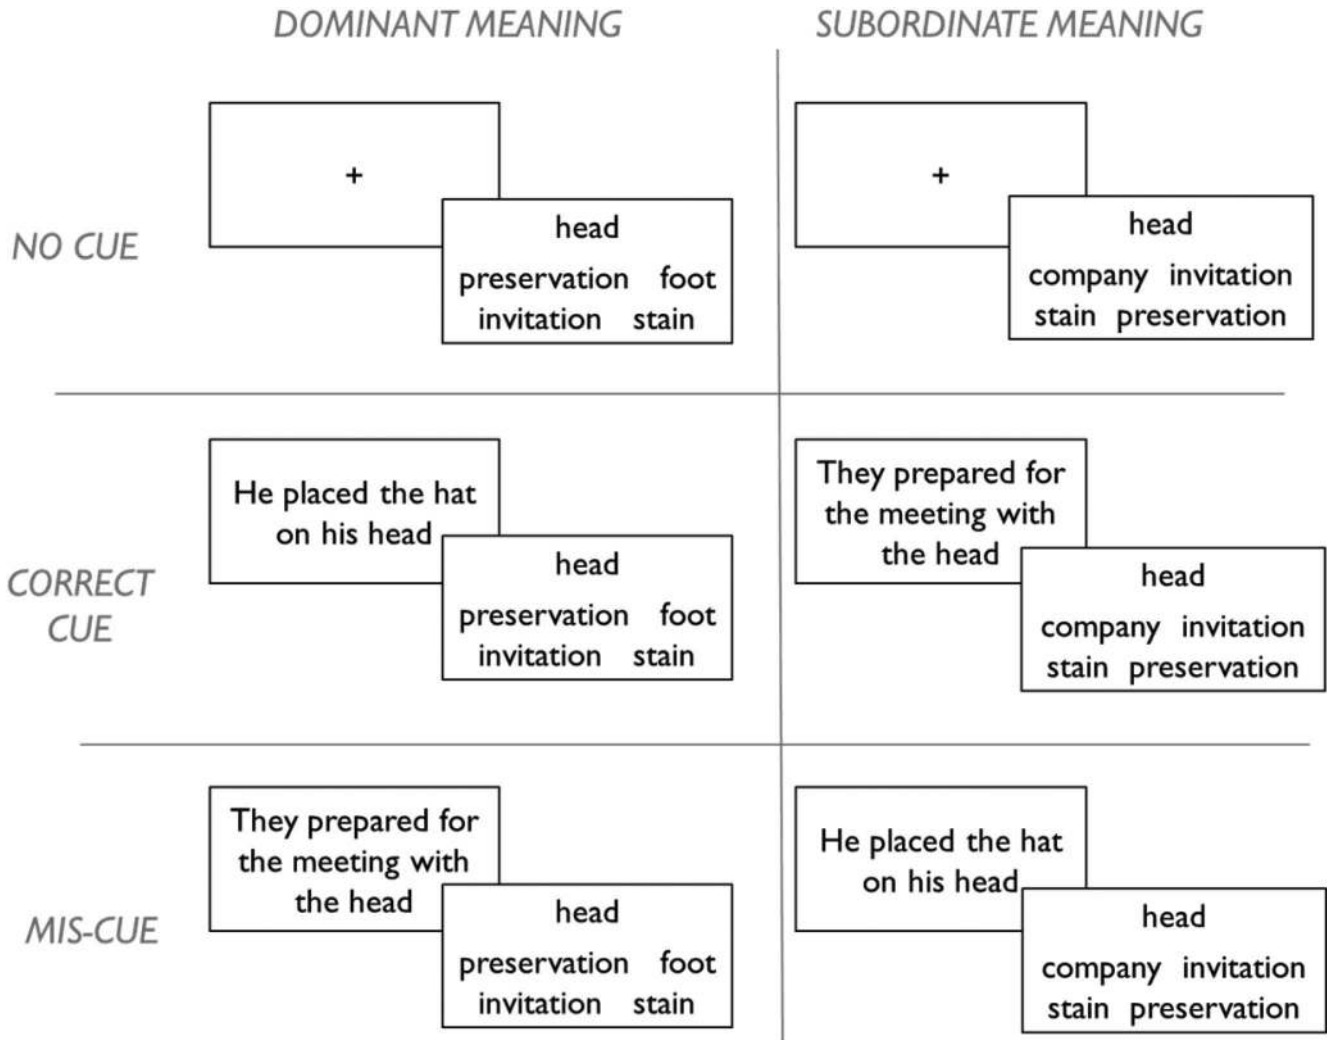 DOMINANT MEANING
SUBORDINATE MEANING
NO CUE
+
head
preservation foot
invitation stain
+
head
company invitation
stain preservation
CORRECT
CUE
He placed the hat
on his head
head
preservation foot
invitation stain
They prepared for
the meeting with
the head
head
company invitation
stain preservation
MIS-CUE
They prepared for
the meeting with
the head
head
preservation foot
invitation stain
He placed the hat
on his head
head
company invitation
stain preservation